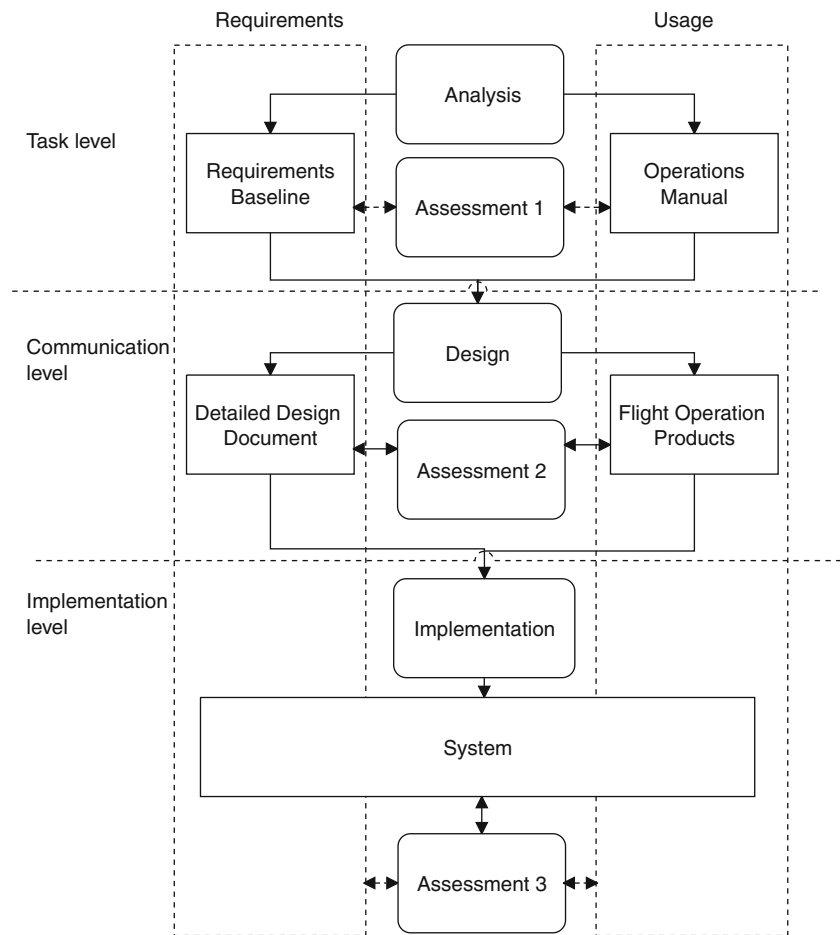 Requirements
Usage
Analysis
Task level
Requirements
Baseline
Assessment 1
Operations
Manual
Communication
level
Design
Detailed Design
Document
Assessment 2
Flight Operation
Products
Implementation
level
Implementation
System
Assessment 3